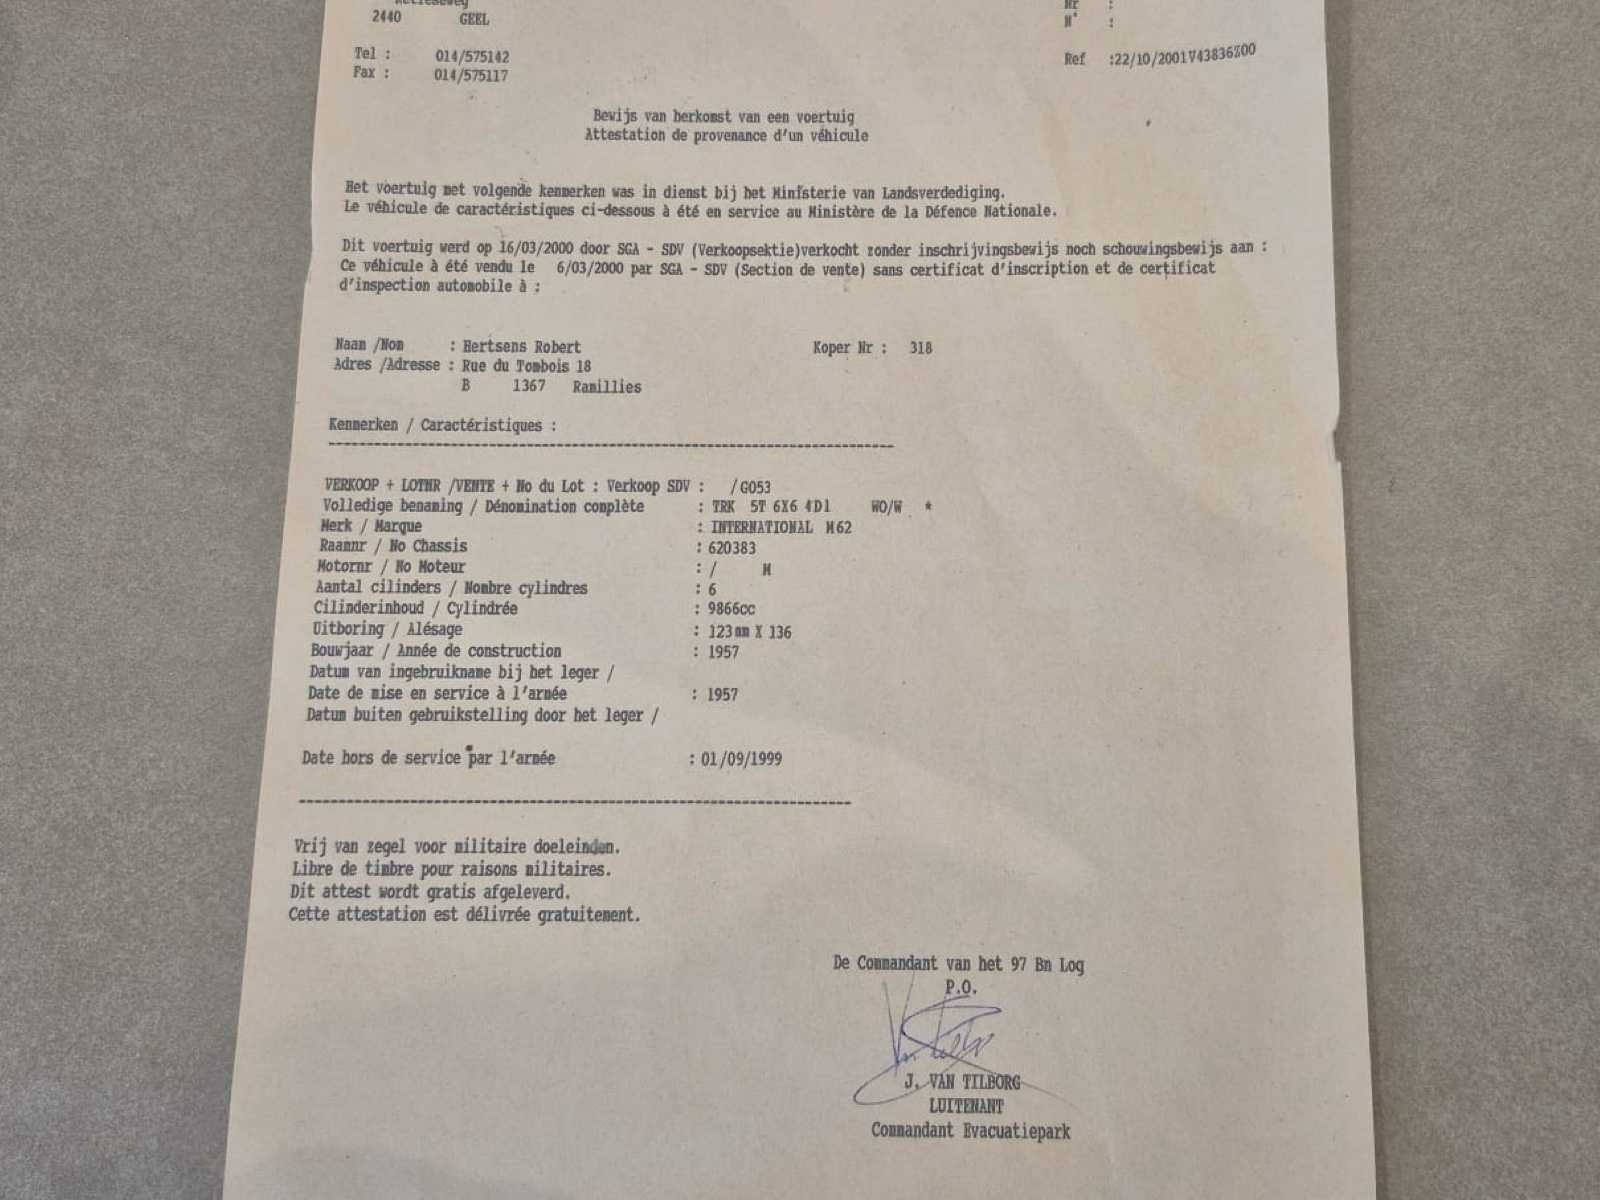 2440 GEEL
Nr :
N° :
Tel : 014/575142
Fax : 014/575117
Ref :22/10/2001V43836%00
Bewijs van herkomst van een voertuig
Attestation de provenance d'un véhicule
Het voertuig met volgende kenmerken was in dienst bij het Ministerie van Landsverdediging.
Le véhicule de caractéristiques ci-dessous à été en service au Ministère de la Défence Nationale.
Dit voertuig werd op 16/03/2000 door SGA - SDV (Verkoopsektie)verkocht zonder inschrijvingsbewijs noch schouwingsbewijs aan :
Ce véhicule à été vendu le 6/03/2000 par SGA - SDV (Section de vente) sans certificat d'inscription et de certificat
d'inspection automobile à :
Naam /Nom : Hertsens Robert Koper Nr : 318
Adres /Adresse : Rue du Tombois 18
B 1367 Ramillies
Kenmerken / Caractéristiques :
VERKOOP + LOTNR /VENTE + No du Lot : Verkoop SDV : /G053
Volledige benaming / Dénomination complète : TRK 5T 6X6 4D1 WO/W *
Merk / Marque : INTERNATIONAL M62
Raamnr / No Chassis : 620383
Motornr / No Moteur : / M
Aantal cilinders / Nombre cylindres : 6
Cilinderinhoud / Cylindrée : 9866cc
Uitboring / Alésage : 123mm X 136
Bouwjaar / Année de construction : 1957
Datum van ingebruikname bij het leger /
Date de mise en service à l'armée : 1957
Datum buiten gebruikstelling door het leger /
Date hors de service par l'armée : 01/09/1999
Vrij van zegel voor militaire doeleinden.
Libre de timbre pour raisons militaires.
Dit attest wordt gratis afgeleverd.
Cette attestation est délivrée gratuitement.
De Commandant van het 97 Bn Log
P.O.
J. VAN TILBORG
LUITENANT
Commandant Evacuatiepark